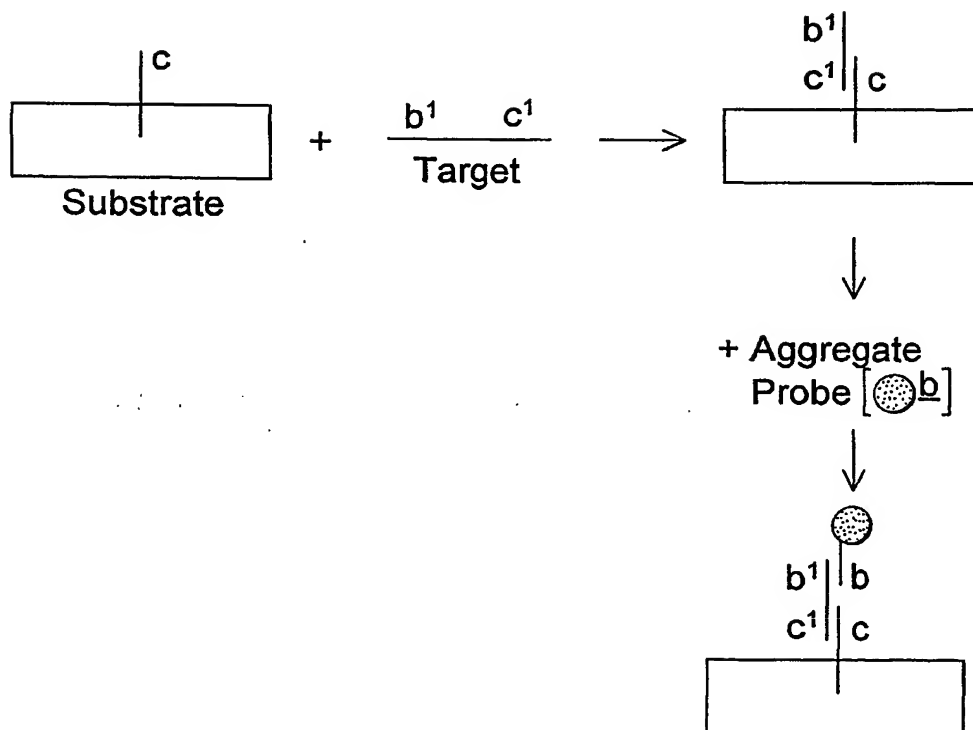 c
Substrate
+
b¹ c¹
Target
b¹
c¹ c
+ Aggregate
Probe [b]
b¹ b
c¹ c